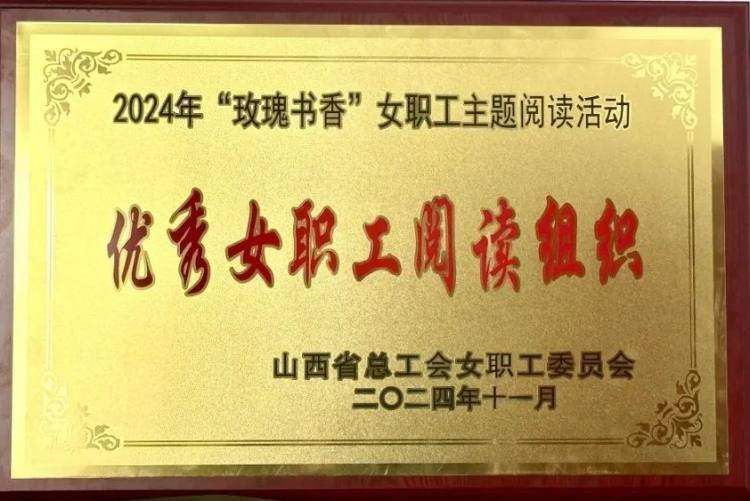 2024年“玫瑰书香”女职工主题阅读活动
优秀女职工阅读组织
山西省总工会女职工委员会
二〇二四年十一月